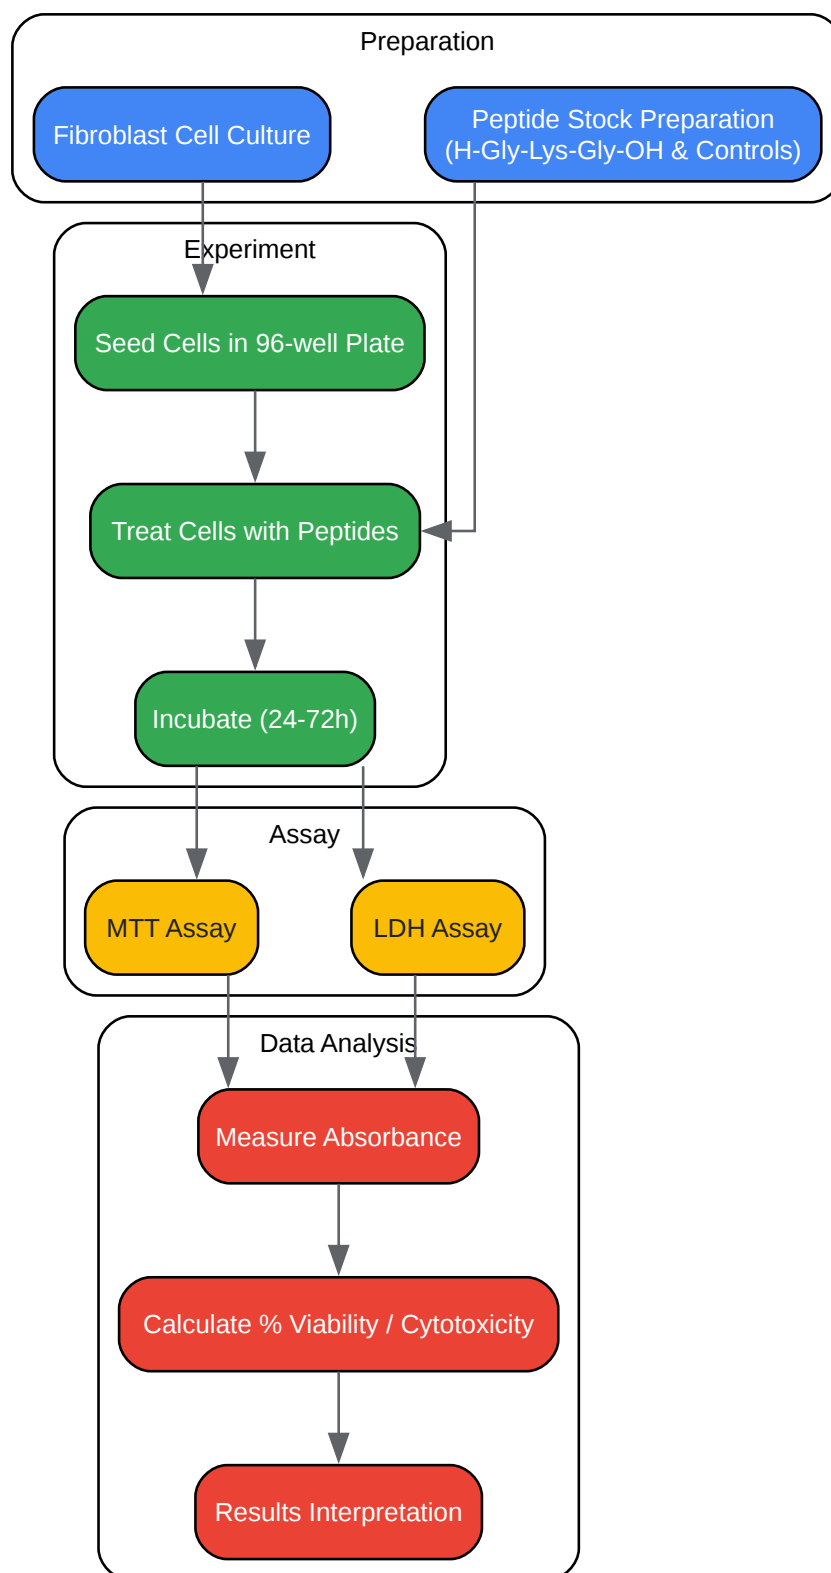 Preparation
Fibroblast Cell Culture
Peptide Stock Preparation
(H-Gly-Lys-Gly-OH & Controls)
Experiment
Seed Cells in 96-well Plate
Treat Cells with Peptides
Incubate (24-72h)
Assay
MTT Assay
LDH Assay
Data Analysis
Measure Absorbance
Calculate % Viability / Cytotoxicity
Results Interpretation